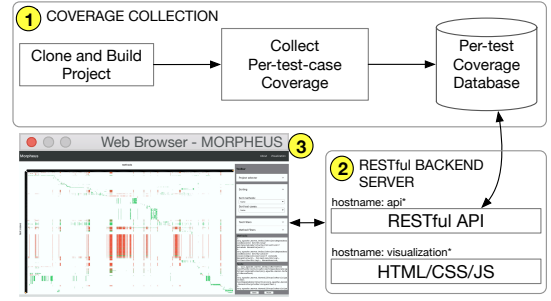 1 COVERAGE COLLECTION
Clone and Build
Project
Collect
Per-test-case
Coverage
Per-test
Coverage
Database
Web Browser - MORPHEUS
3
Morpheus
2 RESTful BACKEND
SERVER
hostname: api*
RESTful API
hostname: visualization*
HTML/CSS/JS